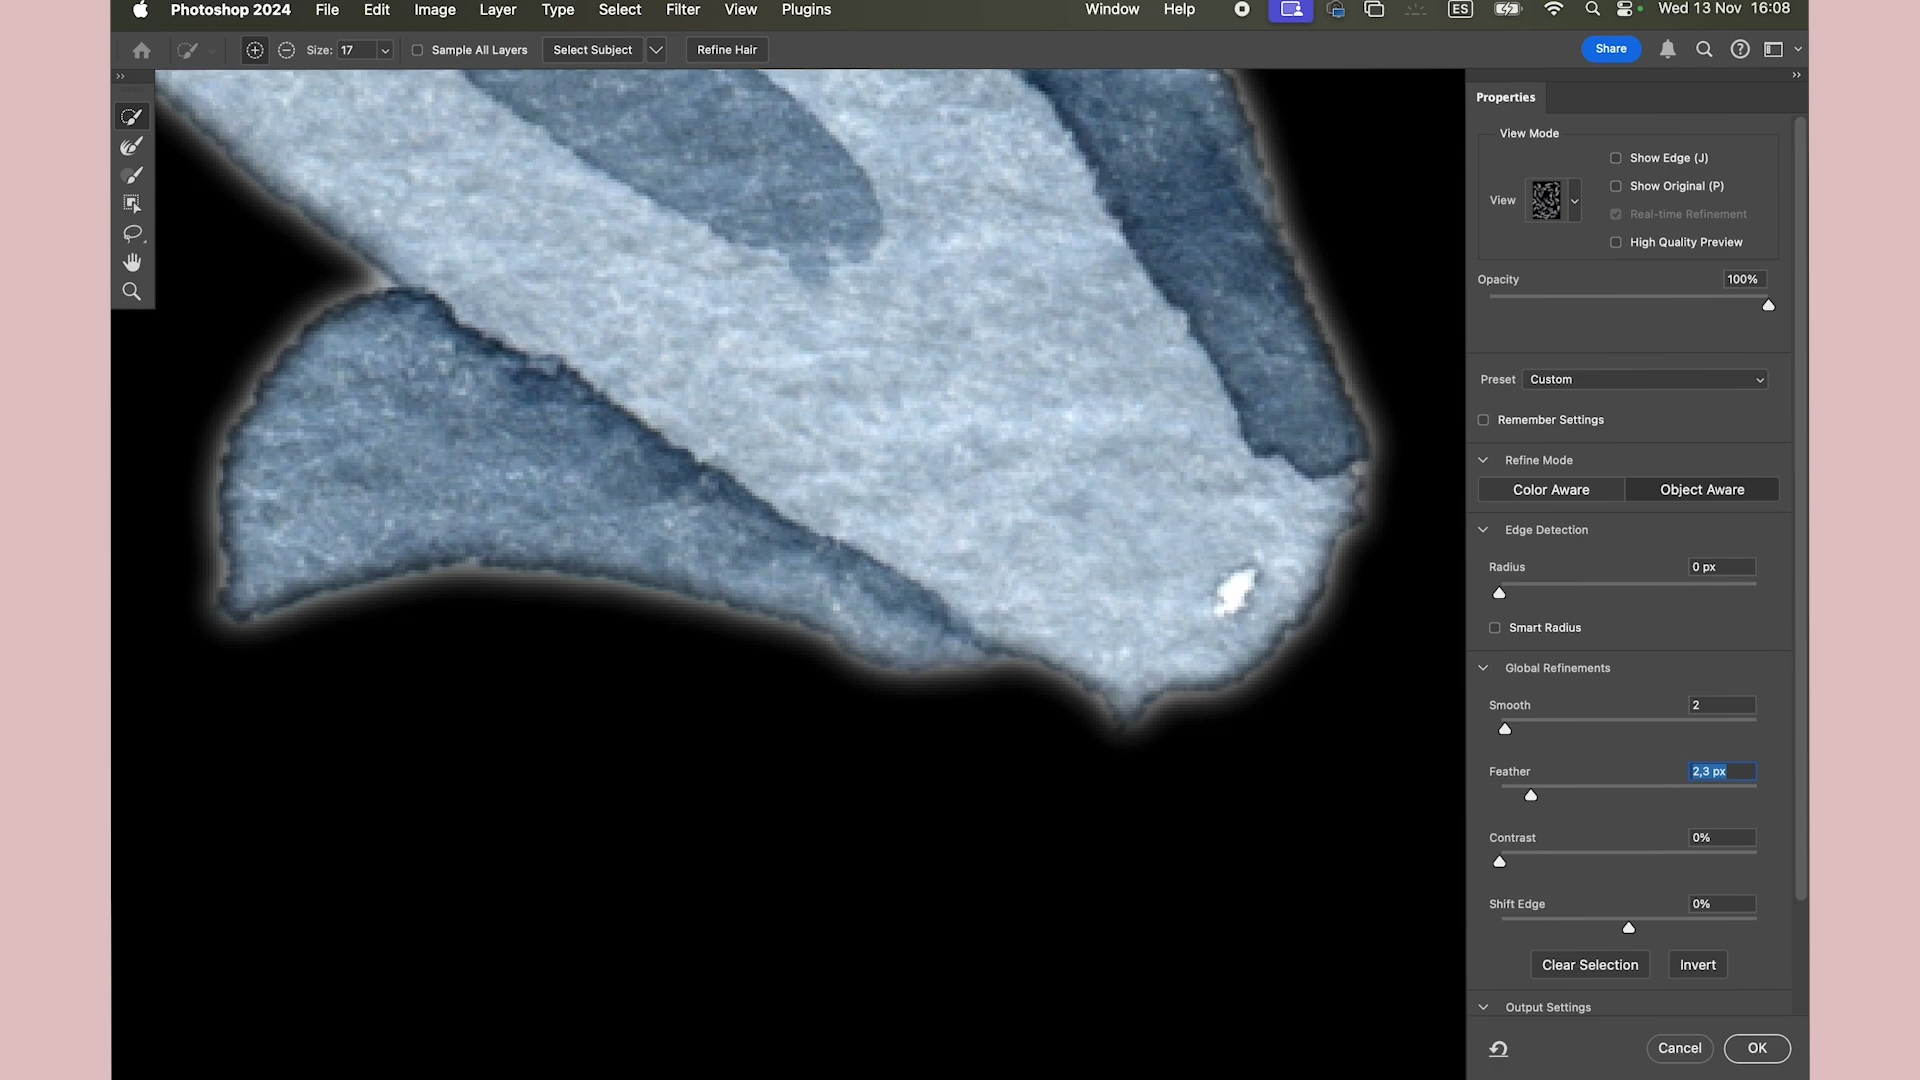 Photoshop 2024 File Edit Image Layer Type Select Filter View Plugins Window Help ES Wed 13 Nov 16:08
Size: 17 Sample All Layers Select Subject Refine Hair Share
Properties
View Mode
Show Edge (J)
Show Original (P)
View
Real-time Refinement
High Quality Preview
Opacity 100%
Preset Custom
Remember Settings
Refine Mode
Color Aware Object Aware
Edge Detection
Radius 0 px
Smart Radius
Global Refinements
Smooth 2
Feather 2,3 px
Contrast 0%
Shift Edge 0%
Clear Selection Invert
Output Settings
Cancel OK